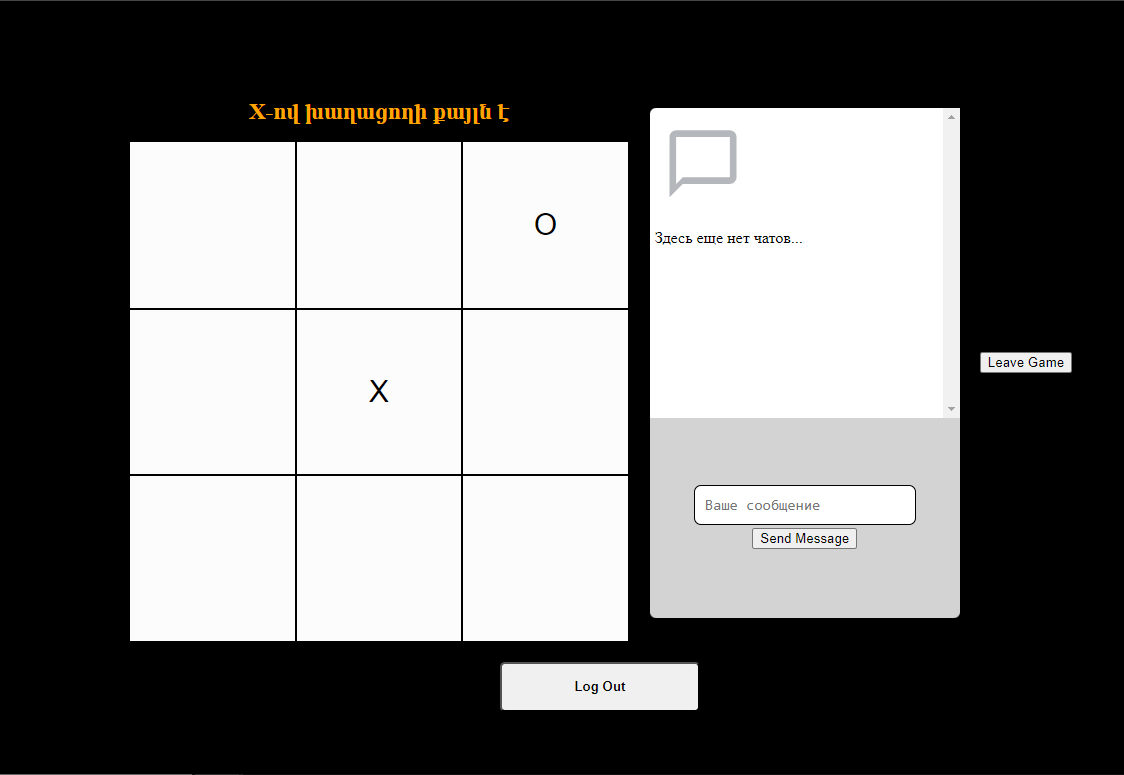 X-ով խաղացողի քայլն է
O
X
Здесь еще нет чатов...
Leave Game
Ваше сообщение
Send Message
Log Out